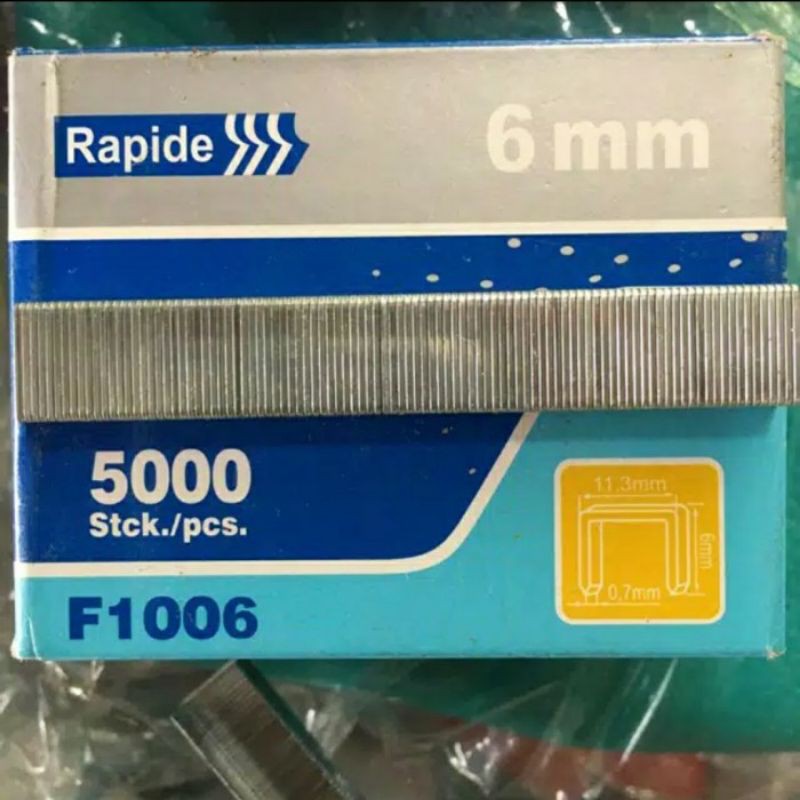 Rapide
6 mm
5000
Stck./pcs.
F1006
11,3mm
6mm
0,7mm